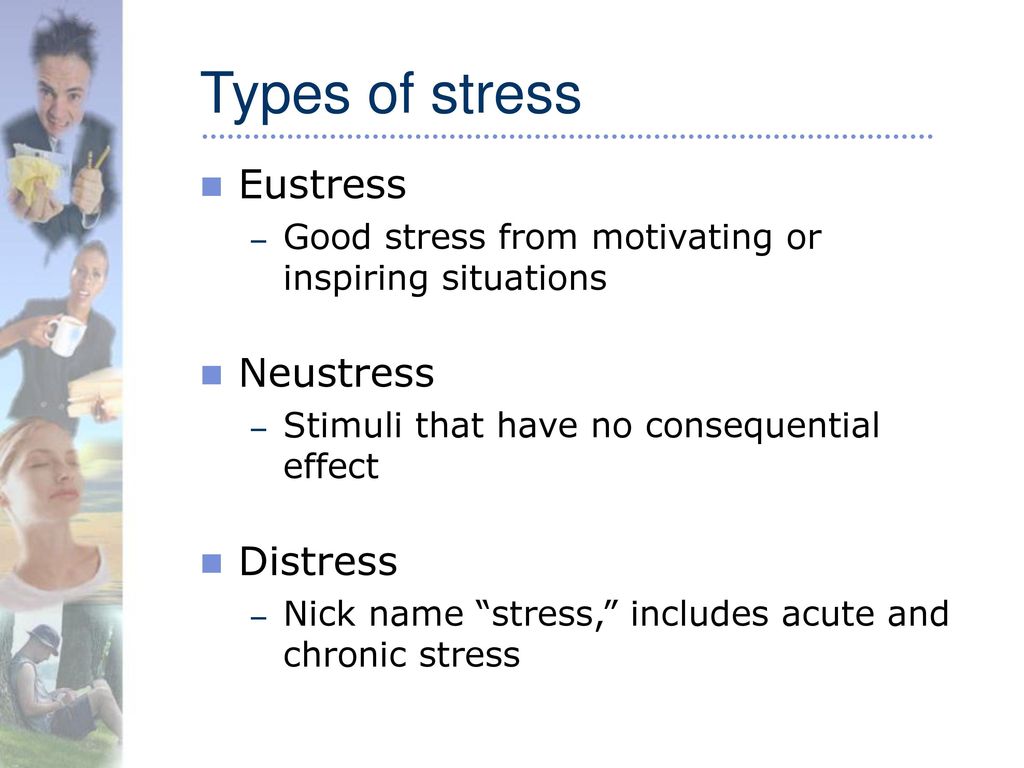 Types of stress
Eustress
– Good stress from motivating or
inspiring situations
Neustress
– Stimuli that have no consequential
effect
Distress
– Nick name “stress,” includes acute and
chronic stress